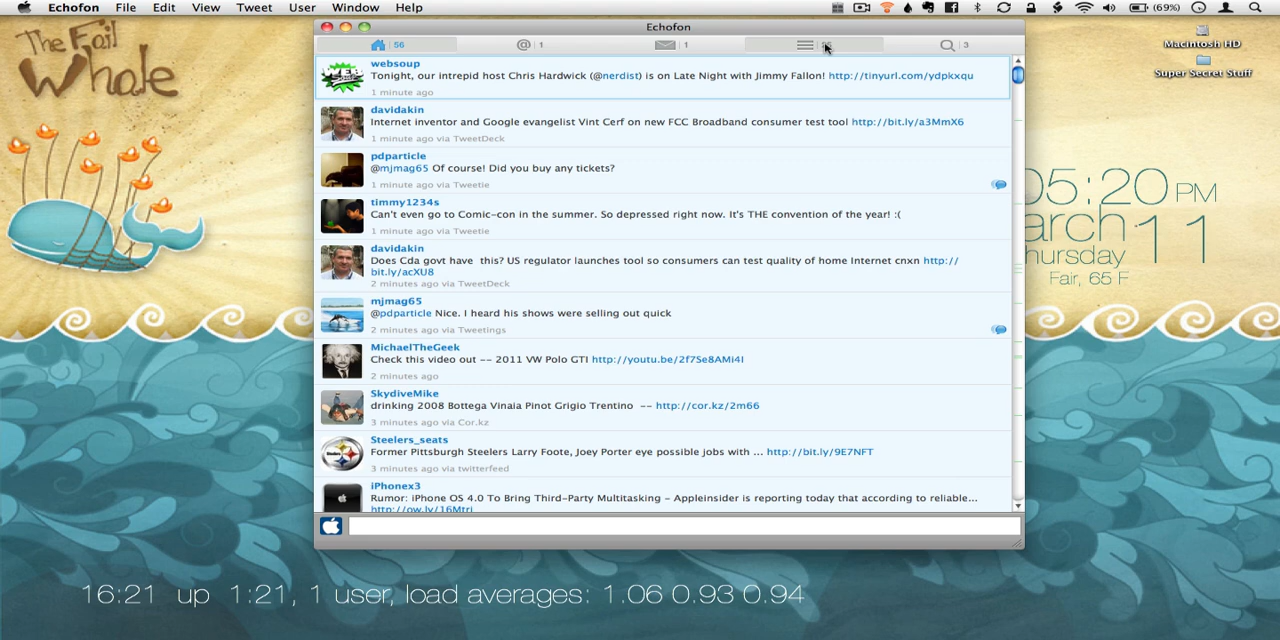 Echofon File Edit View Tweet User Window Help
(69%)
The Fail
Whale
Macintosh HD
Super Secret Stuff
Echofon
56
@ 1
1
3
websoup
Tonight, our intrepid host Chris Hardwick (@nerdist) is on Late Night with Jimmy Fallon! http://tinyurl.com/ydpkxqu
1 minute ago
davidakin
Internet inventor and Google evangelist Vint Cerf on new FCC Broadband consumer test tool http://bit.ly/a3MmX6
1 minute ago via TweetDeck
pdparticle
@mjmag65 Of course! Did you buy any tickets?
1 minute ago via Tweetie
timmy1234s
Can't even go to Comic-con in the summer. So depressed right now. It's THE convention of the year! :(
1 minute ago via Tweetie
davidakin
Does Cda govt have this? US regulator launches tool so consumers can test quality of home Internet cnxn http://
bit.ly/acXU8
2 minutes ago via TweetDeck
mjmag65
@pdparticle Nice. I heard his shows were selling out quick
2 minutes ago via Tweetings
MichaelTheGeek
Check this video out -- 2011 VW Polo GTI http://youtu.be/2f7Se8AMi4I
2 minutes ago
SkydiveMike
drinking 2008 Bottega Vinaia Pinot Grigio Trentino -- http://cor.kz/2m66
3 minutes ago via Cor.kz
Steelers_seats
Former Pittsburgh Steelers Larry Foote, Joey Porter eye possible jobs with ... http://bit.ly/9E7NFT
3 minutes ago via twitterfeed
iPhonex3
Rumor: iPhone OS 4.0 To Bring Third-Party Multitasking - Appleinsider is reporting today that according to reliable...
http://ow.ly/16Mtri
05:20 PM
arch 11
hursday
Fair, 65 F
16:21 up 1:21, 1 user, load averages: 1.06 0.93 0.94